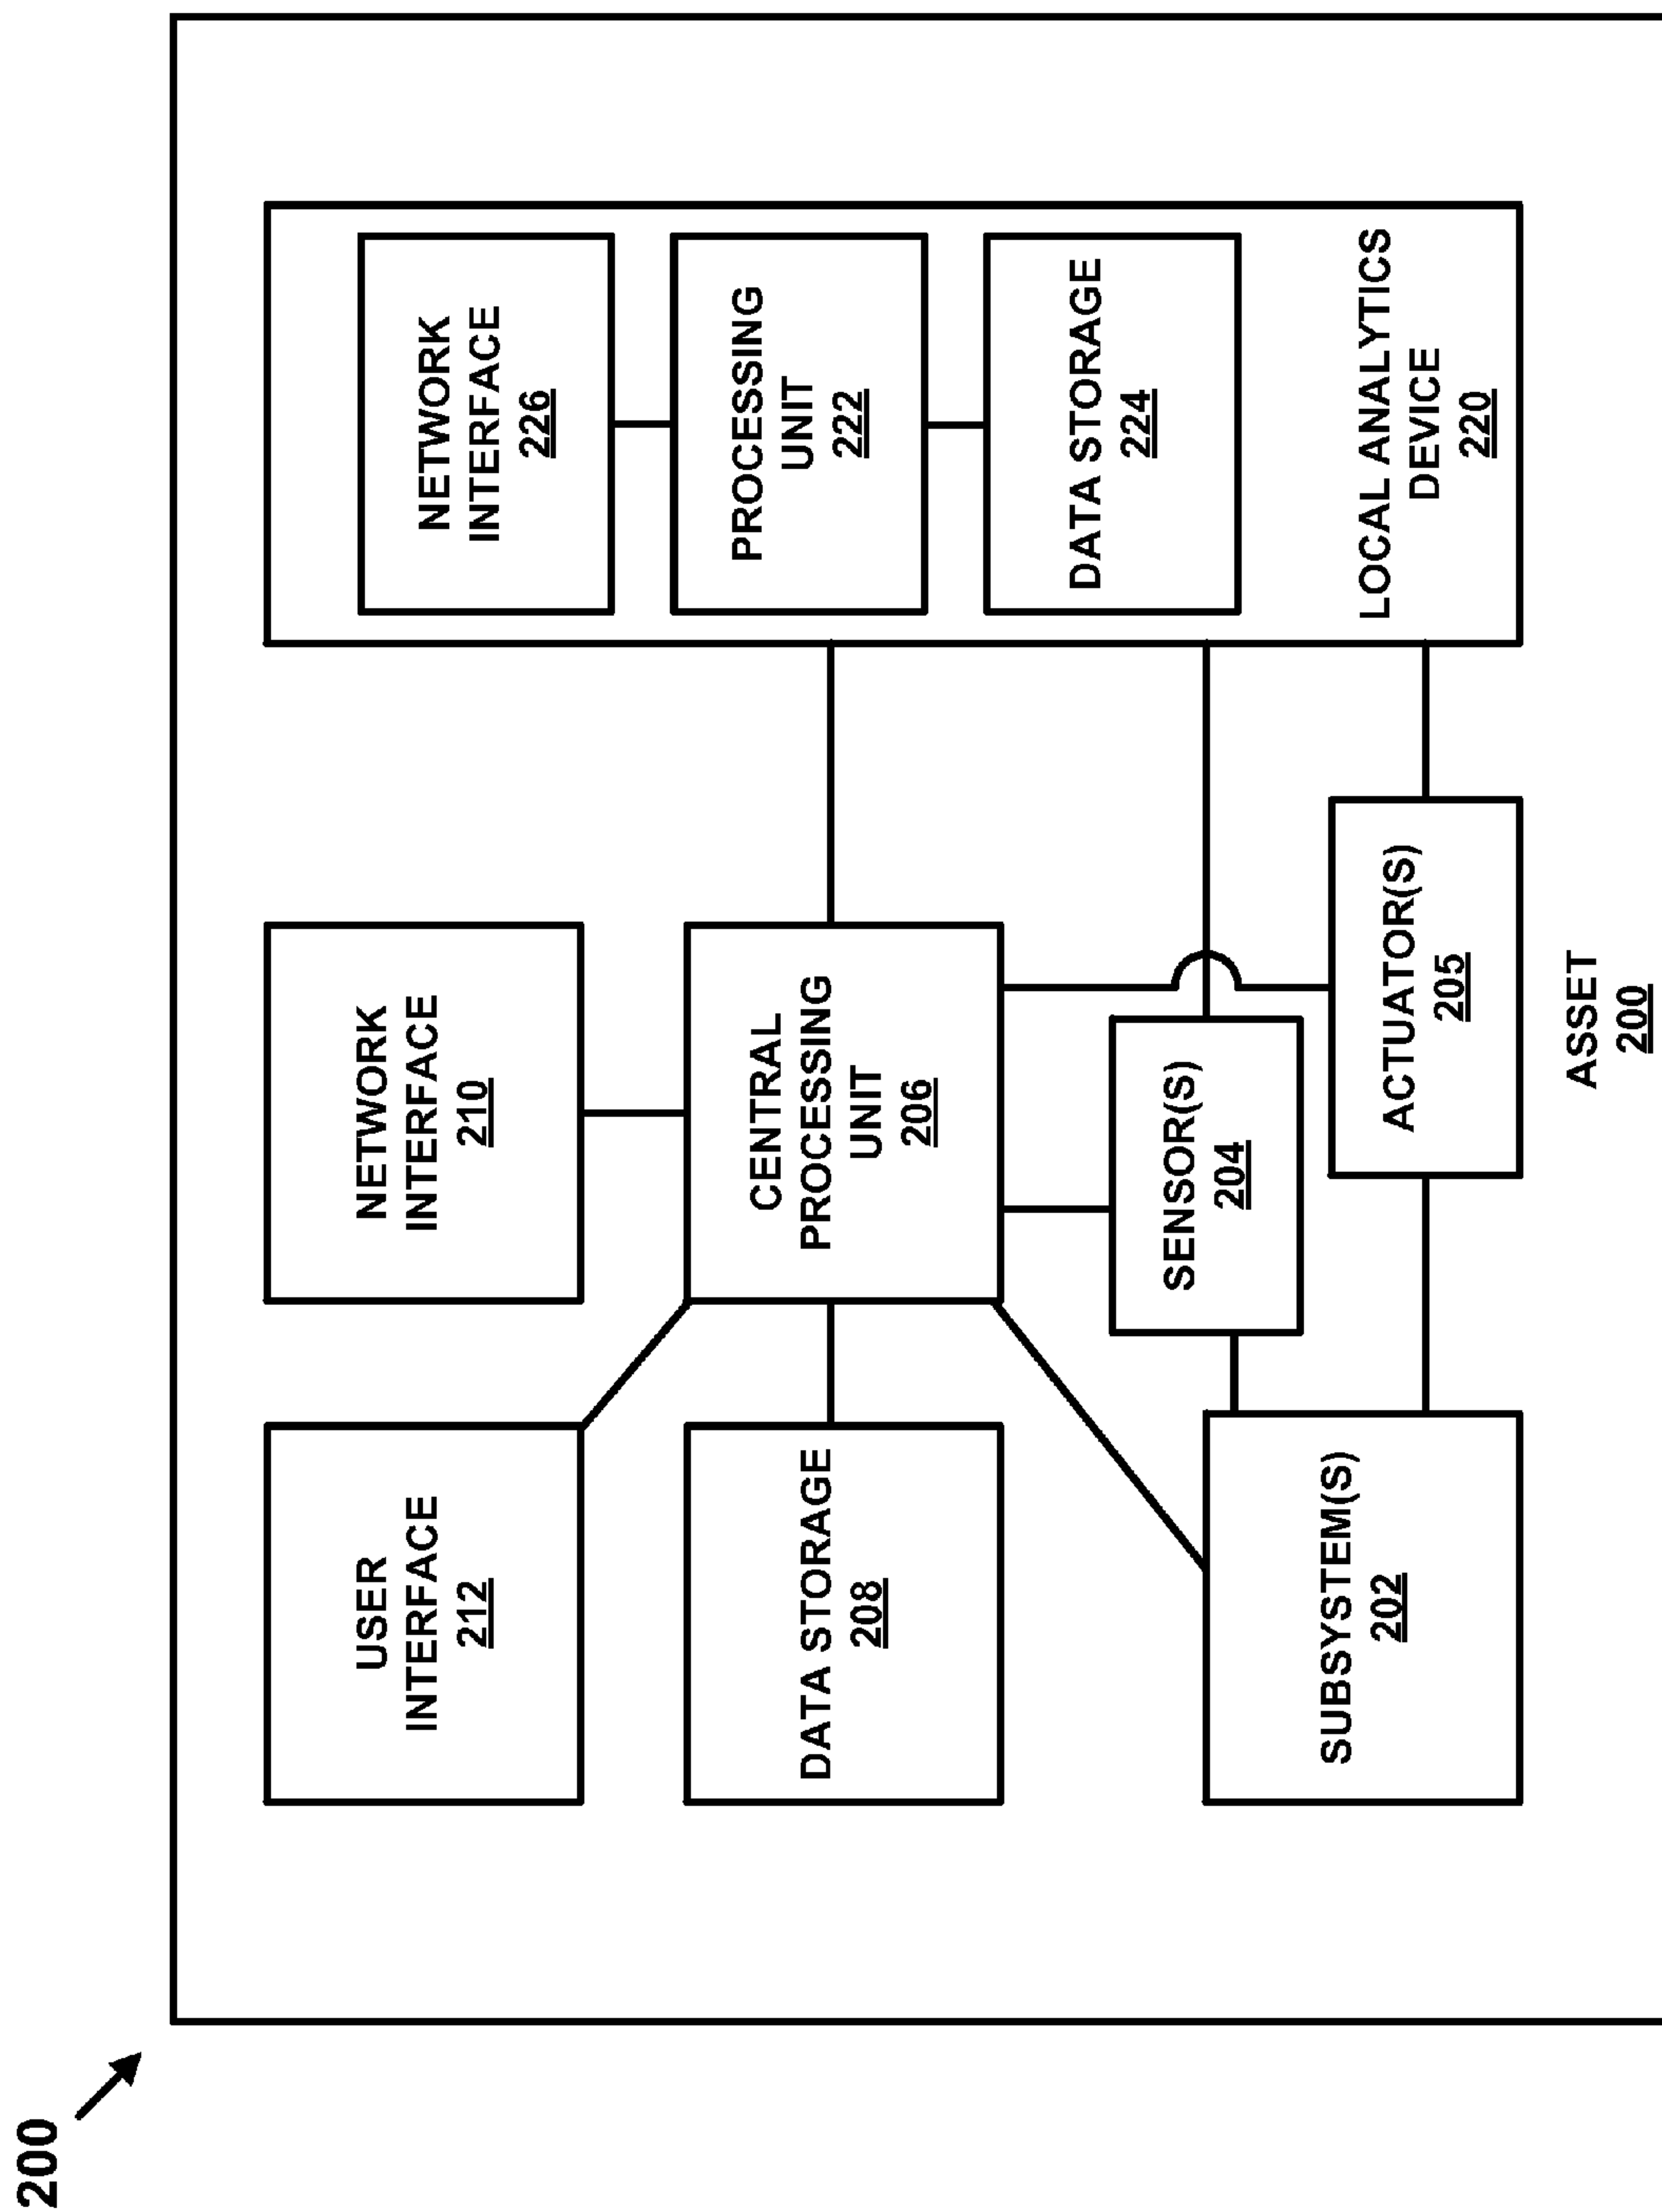 200
USER
INTERFACE
212
NETWORK
INTERFACE
210
NETWORK
INTERFACE
226
DATA STORAGE
208
CENTRAL
PROCESSING
UNIT
206
PROCESSING
UNIT
222
DATA STORAGE
224
SUBSYSTEM(S)
202
SENSOR(S)
204
ACTUATOR(S)
205
LOCAL ANALYTICS
DEVICE
220
ASSET
200